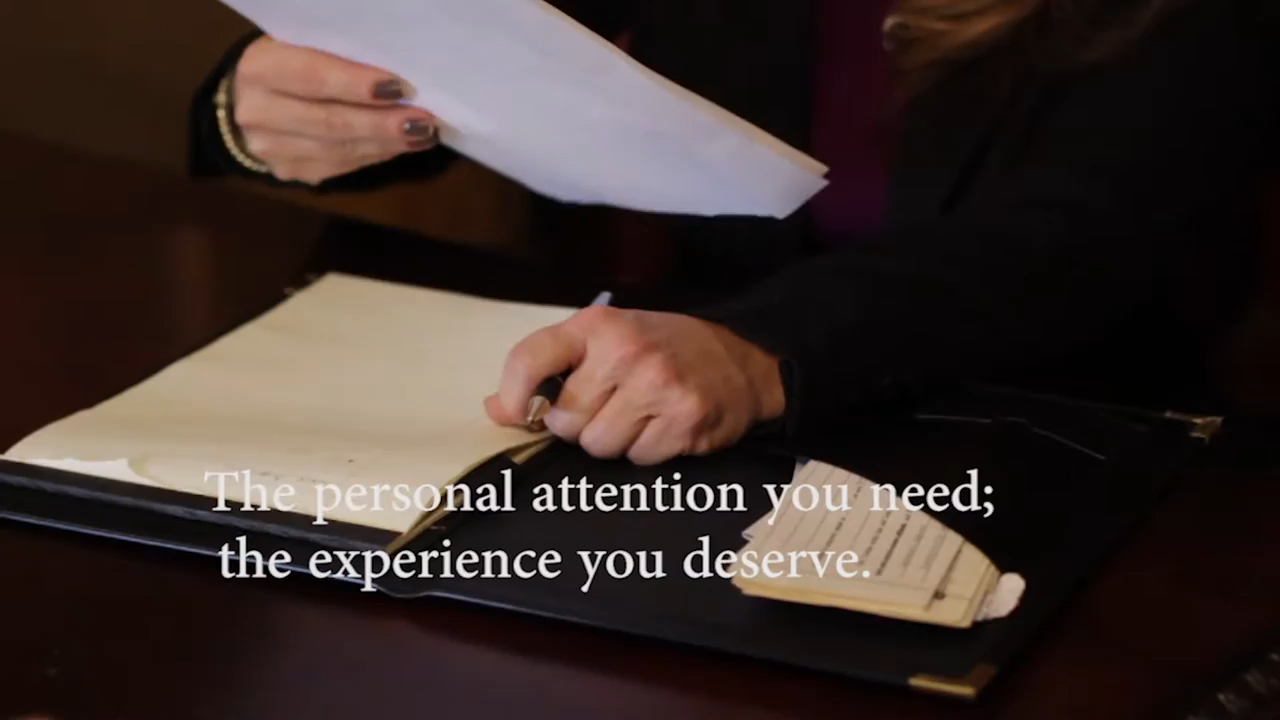 The personal attention you need;
the experience you deserve.